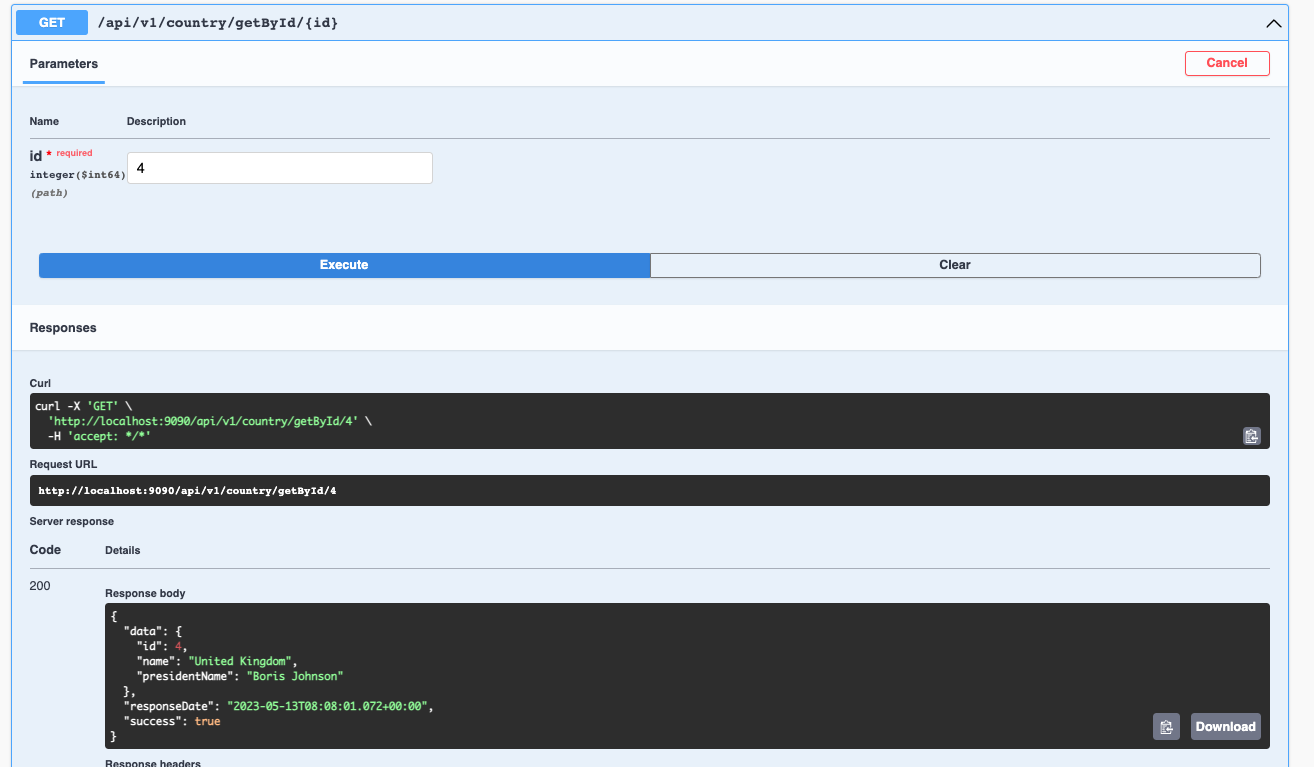 GET /api/v1/country/getById/{id}
Parameters
Cancel
Name Description
id * required
integer($int64)
(path)
4
Execute Clear
Responses
Curl
curl -X 'GET' \
'http://localhost:9090/api/v1/country/getById/4' \
-H 'accept: */*'
Request URL
http://localhost:9090/api/v1/country/getById/4
Server response
Code Details
200
Response body
{
"data": {
"id": 4,
"name": "United Kingdom",
"presidentName": "Boris Johnson"
},
"responseDate": "2023-05-13T08:08:01.072+00:00",
"success": true
}
Download
Response headers